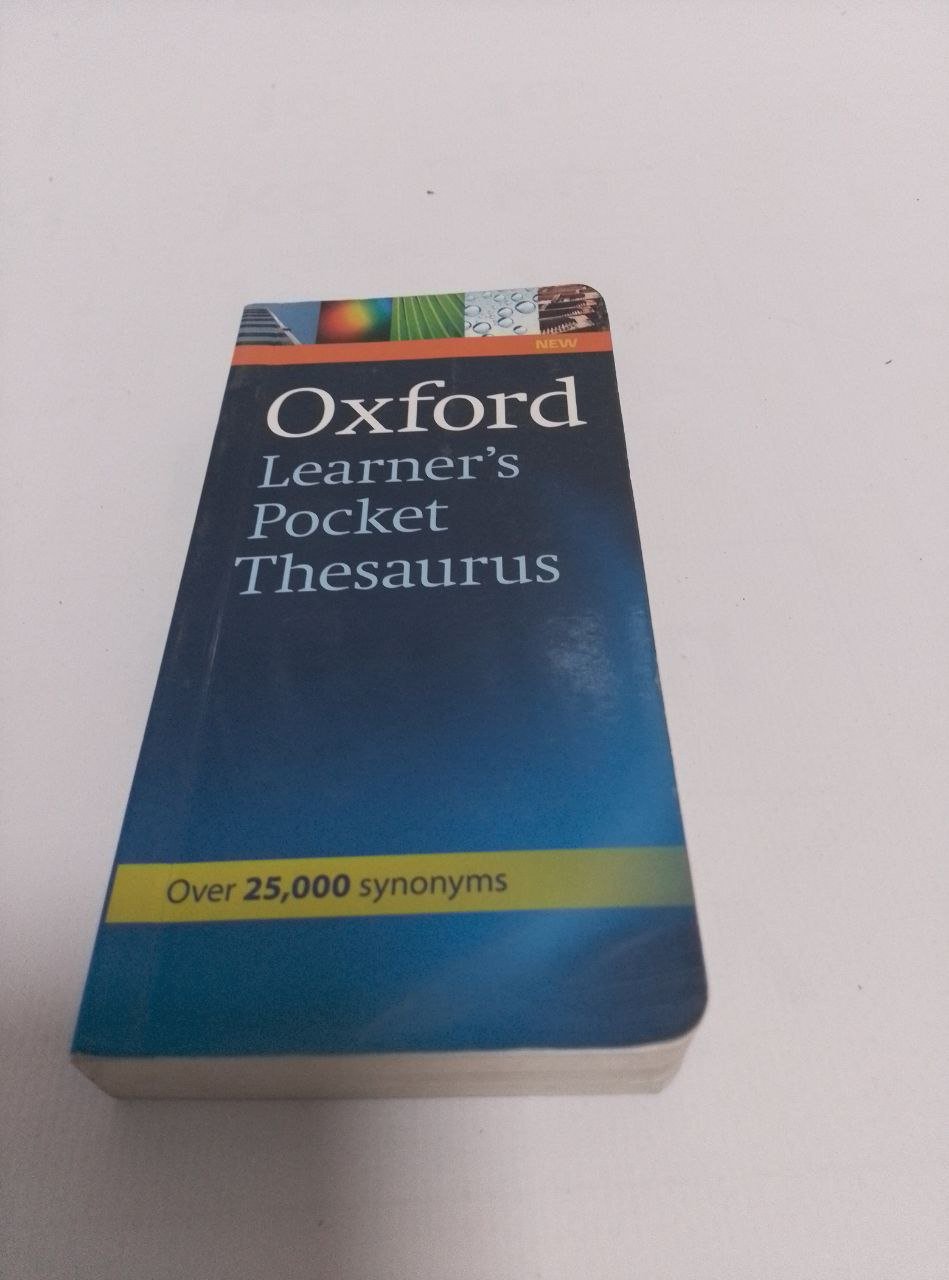 NEW
Oxford
Learner's
Pocket
Thesaurus
Over 25,000 synonyms